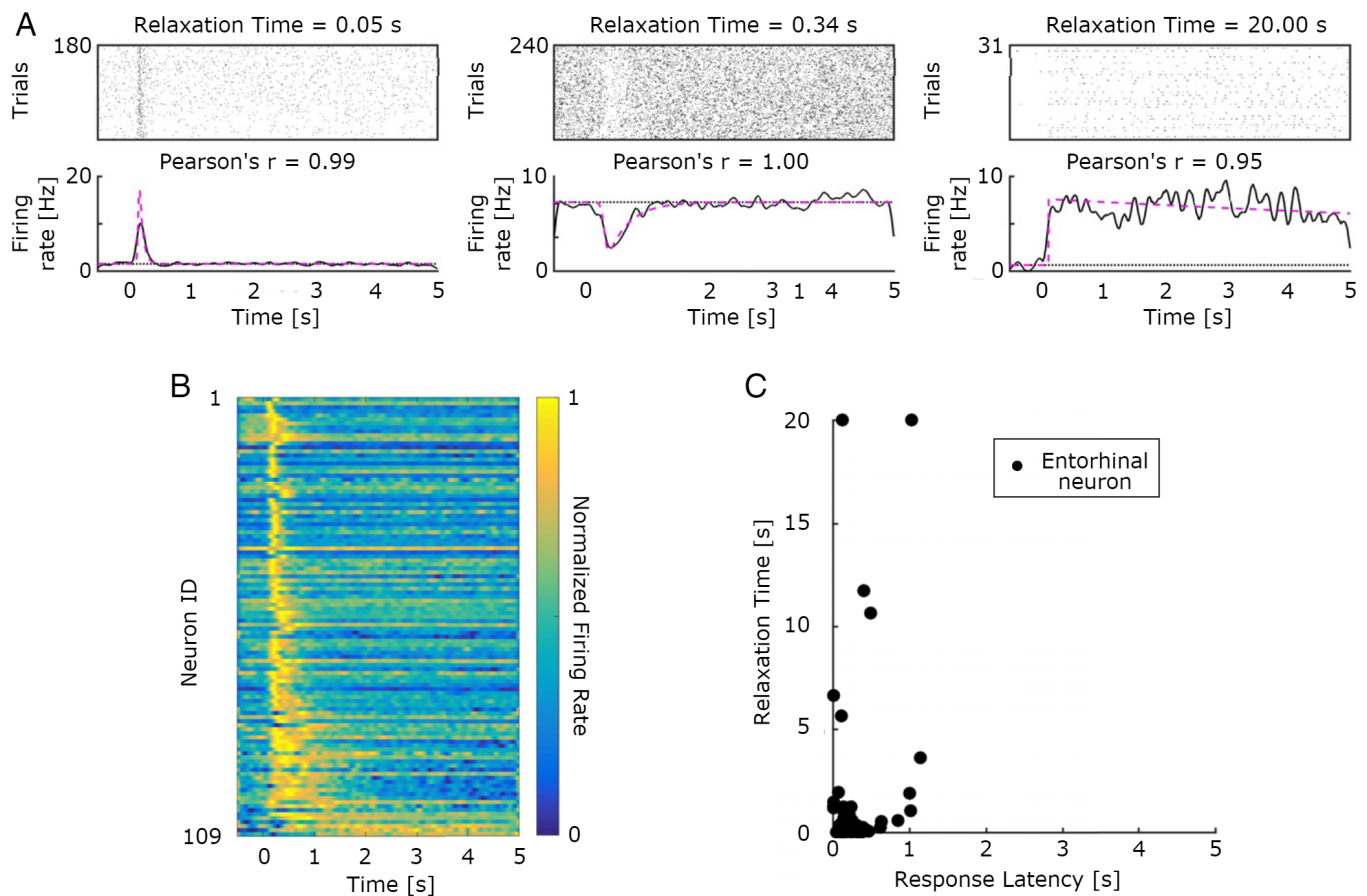 A
Relaxation Time = 0.05 s
180
Trials
Pearson's r = 0.99
20
0
Firing
rate [Hz]
0 1 2 3 4 5
Time [s]
Relaxation Time = 0.34 s
240
Trials
Pearson's r = 1.00
10
0
Firing
rate [Hz]
0 1 2 3 1 4 5
Time [s]
Relaxation Time = 20.00 s
31
Trials
Pearson's r = 0.95
10
0
Firing
rate [Hz]
0 1 2 3 4 5
Time [s]
B
1
109
Neuron ID
0 1 2 3 4 5
Time [s]
1
0
Normalized Firing Rate
C
20
15
10
5
0
Relaxation Time [s]
0 1 2 3 4 5
Response Latency [s]
Entorhinal
neuron